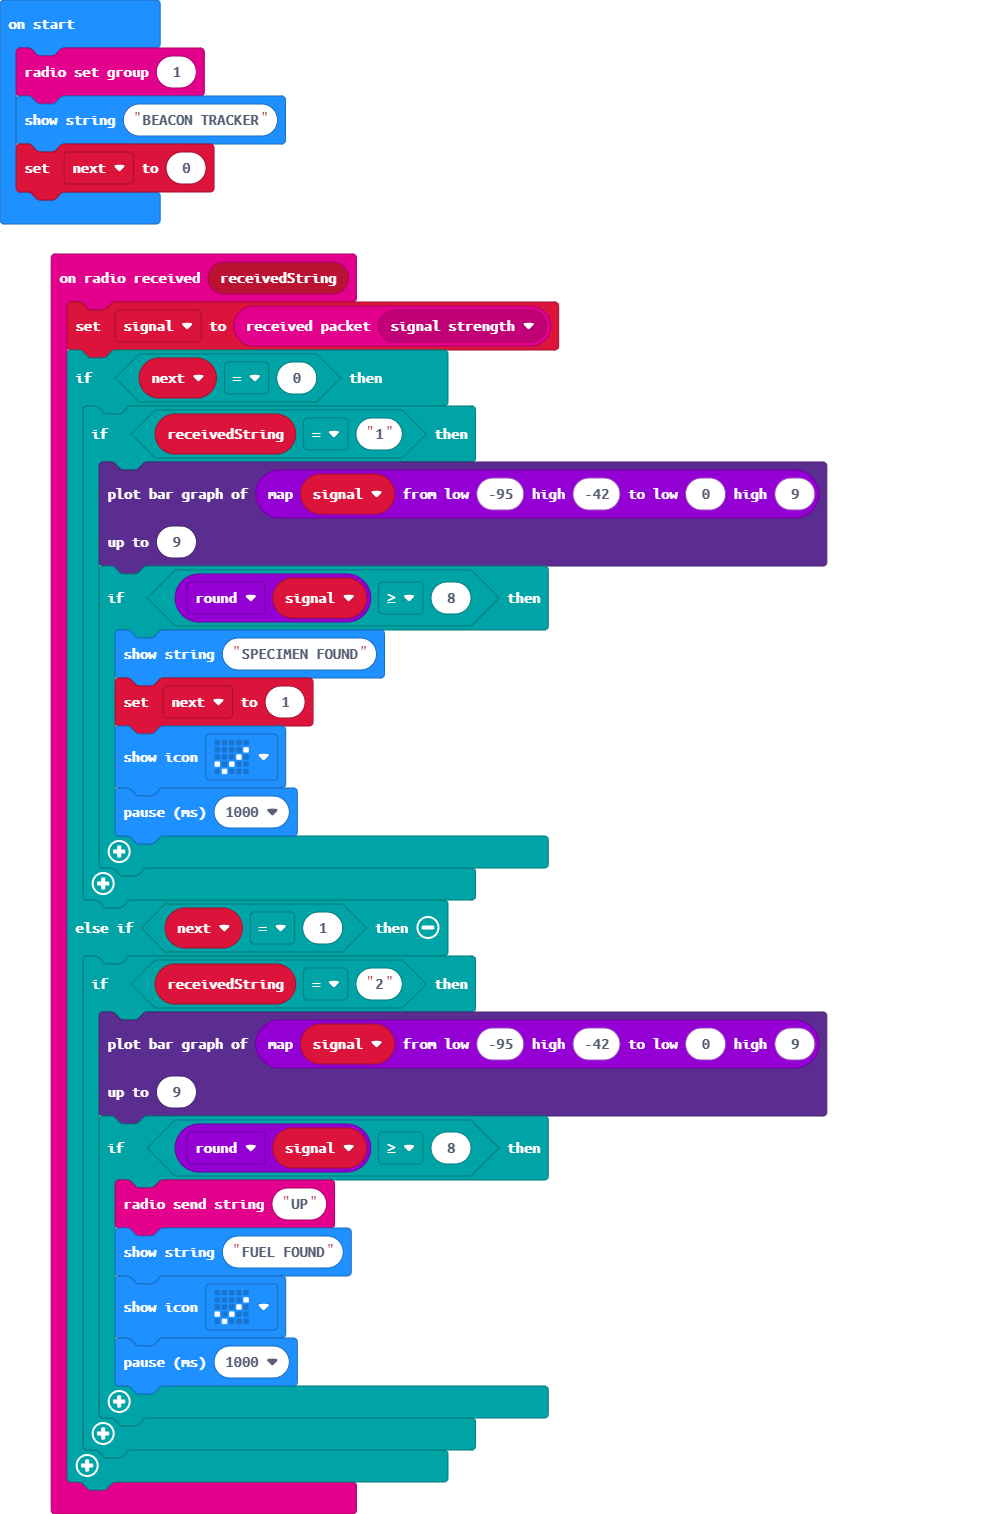 on start
radio set group 1
show string "BEACON TRACKER"
set next to 0
on radio received receivedString
set signal to received packet signal strength
if next = 0 then
if receivedString = "1" then
plot bar graph of map signal from low -95 high -42 to low 0 high 9
up to 9
if round signal ≥ 8 then
show string "SPECIMEN FOUND"
set next to 1
show icon
pause (ms) 1000
else if next = 1 then
if receivedString = "2" then
plot bar graph of map signal from low -95 high -42 to low 0 high 9
up to 9
if round signal ≥ 8 then
radio send string "UP"
show string "FUEL FOUND"
show icon
pause (ms) 1000